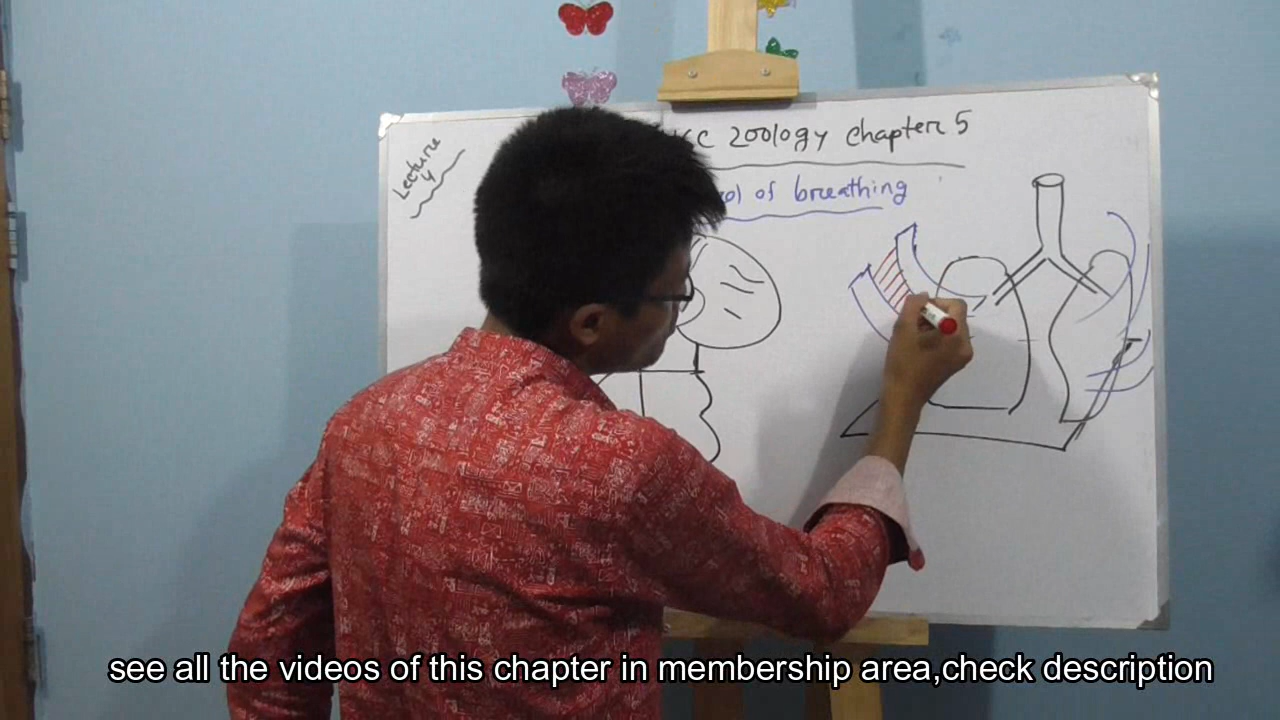 Lecture
4
zoology chapter 5
of breathing
see all the videos of this chapter in membership area,check description